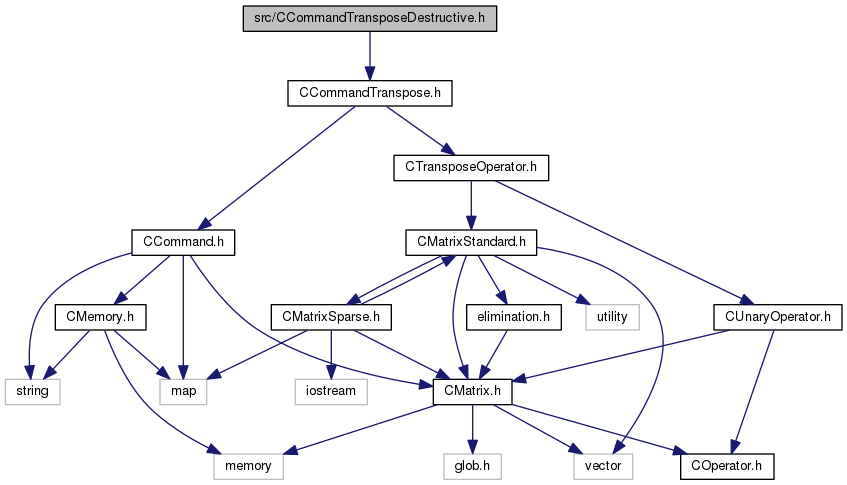 src/CCommandTransposeDestructive.h
CCommandTranspose.h
CTransposeOperator.h
CCommand.h
CMatrixStandard.h
CMemory.h
CMatrixSparse.h
elimination.h
utility
CUnaryOperator.h
string
map
iostream
CMatrix.h
memory
glob.h
vector
COperator.h